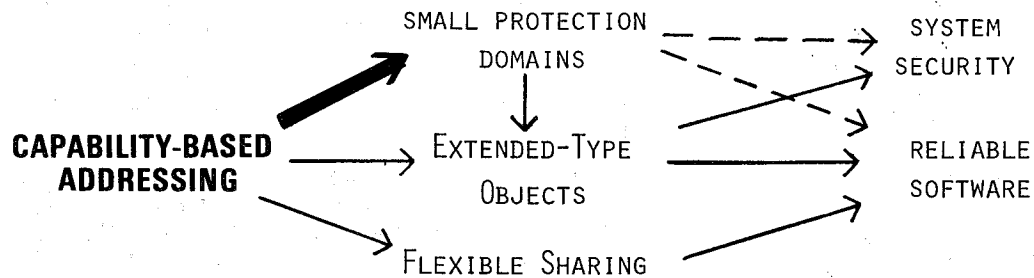 SMALL PROTECTION
DOMAINS
SYSTEM
SECURITY
CAPABILITY-BASED
ADDRESSING
EXTENDED-TYPE
OBJECTS
RELIABLE
SOFTWARE
FLEXIBLE SHARING